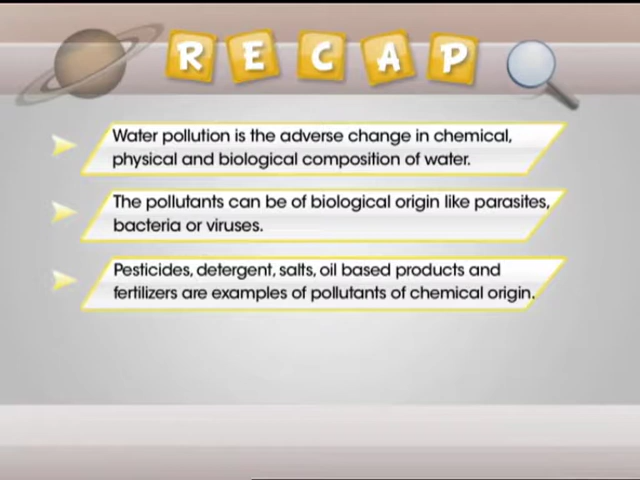 RECAP
Water pollution is the adverse change in chemical,
physical and biological composition of water.
The pollutants can be of biological origin like parasites,
bacteria or viruses.
Pesticides, detergent, salts, oil based products and
fertilizers are examples of pollutants of chemical origin.